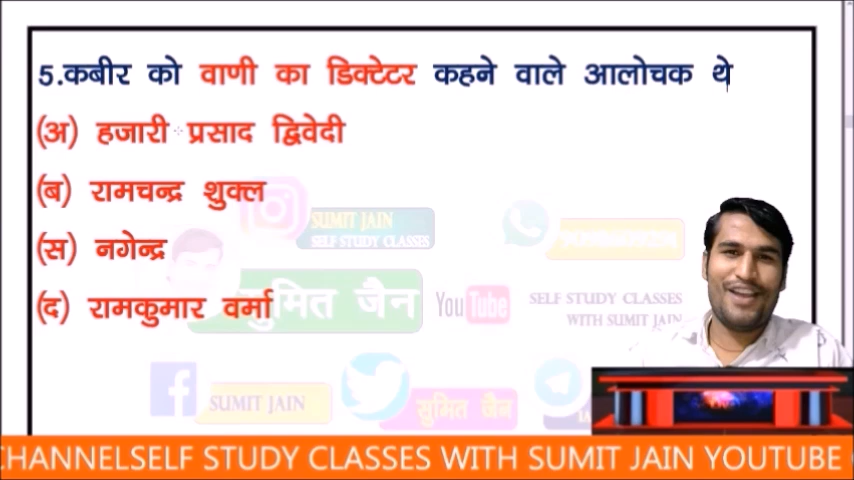 5.कबीर को वाणी का डिक्टेटर कहने वाले आलोचक थे
(अ) हजारी प्रसाद द्विवेदी
(ब) रामचन्द्र शुक्ल
(स) नगेन्द्र
(द) रामकुमार वर्मा
SUMIT JAIN
SELF STUDY CLASSES
सुमित जैन
YouTube
SELF STUDY CLASSES
WITH SUMIT JAIN
SUMIT JAIN
सुमित जैन
CHANNELSELF STUDY CLASSES WITH SUMIT JAIN YOUTUBE